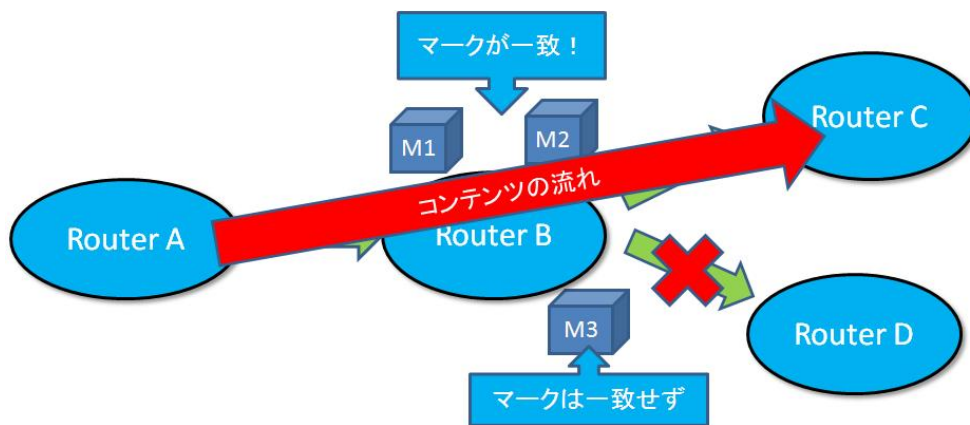 マークが一致！
Router C
M1
M2
コンテンツの流れ
Router A
Router B
M3
Router D
マークは一致せず